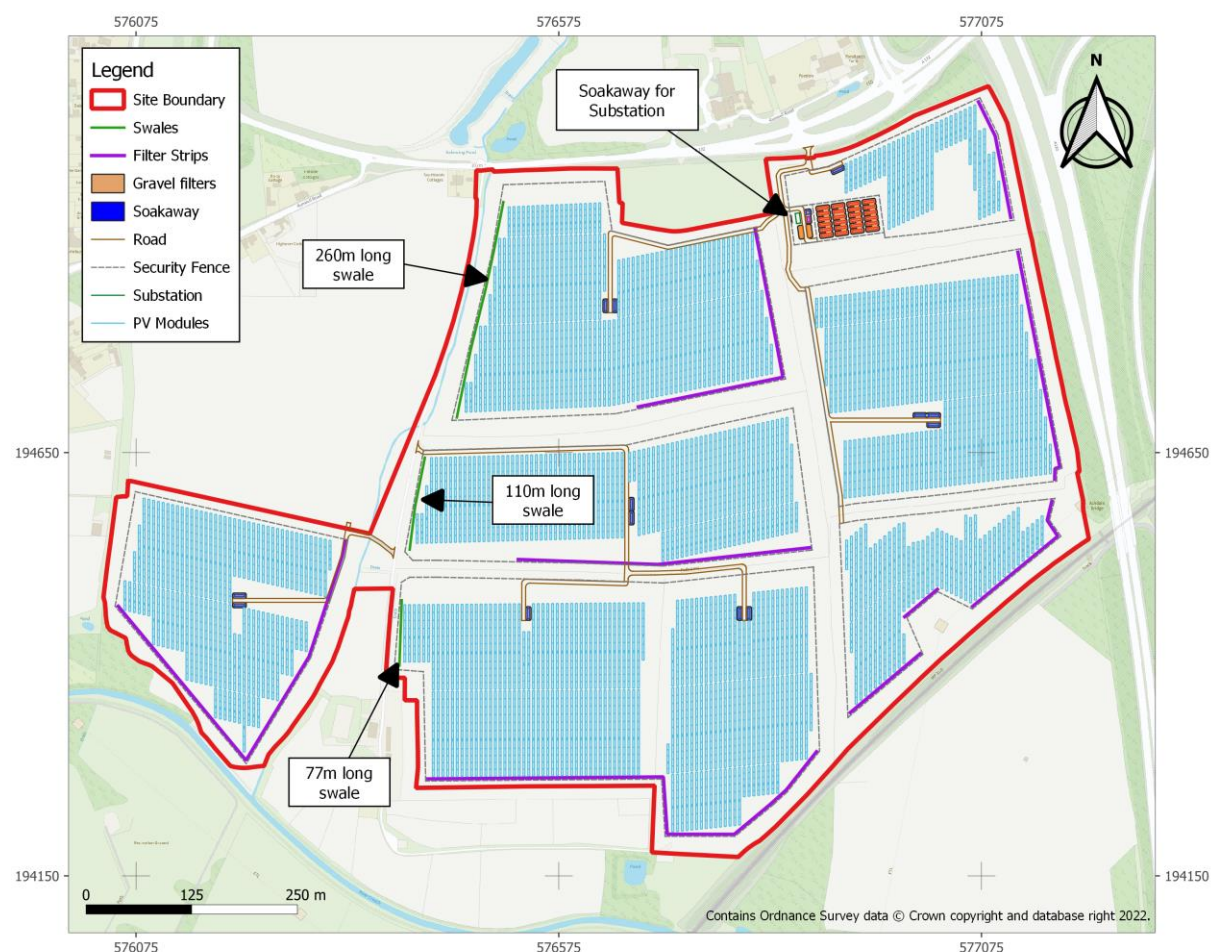 576075
576575
577075
Legend
Site Boundary
Swales
Filter Strips
Gravel filters
Soakaway
Road
Security Fence
Substation
PV Modules
Soakaway for
Substation
N
260m long
swale
194650
194650
110m long
swale
77m long
swale
194150
194150
0
125
250 m
Contains Ordnance Survey data © Crown copyright and database right 2022.
576075
576575
577075